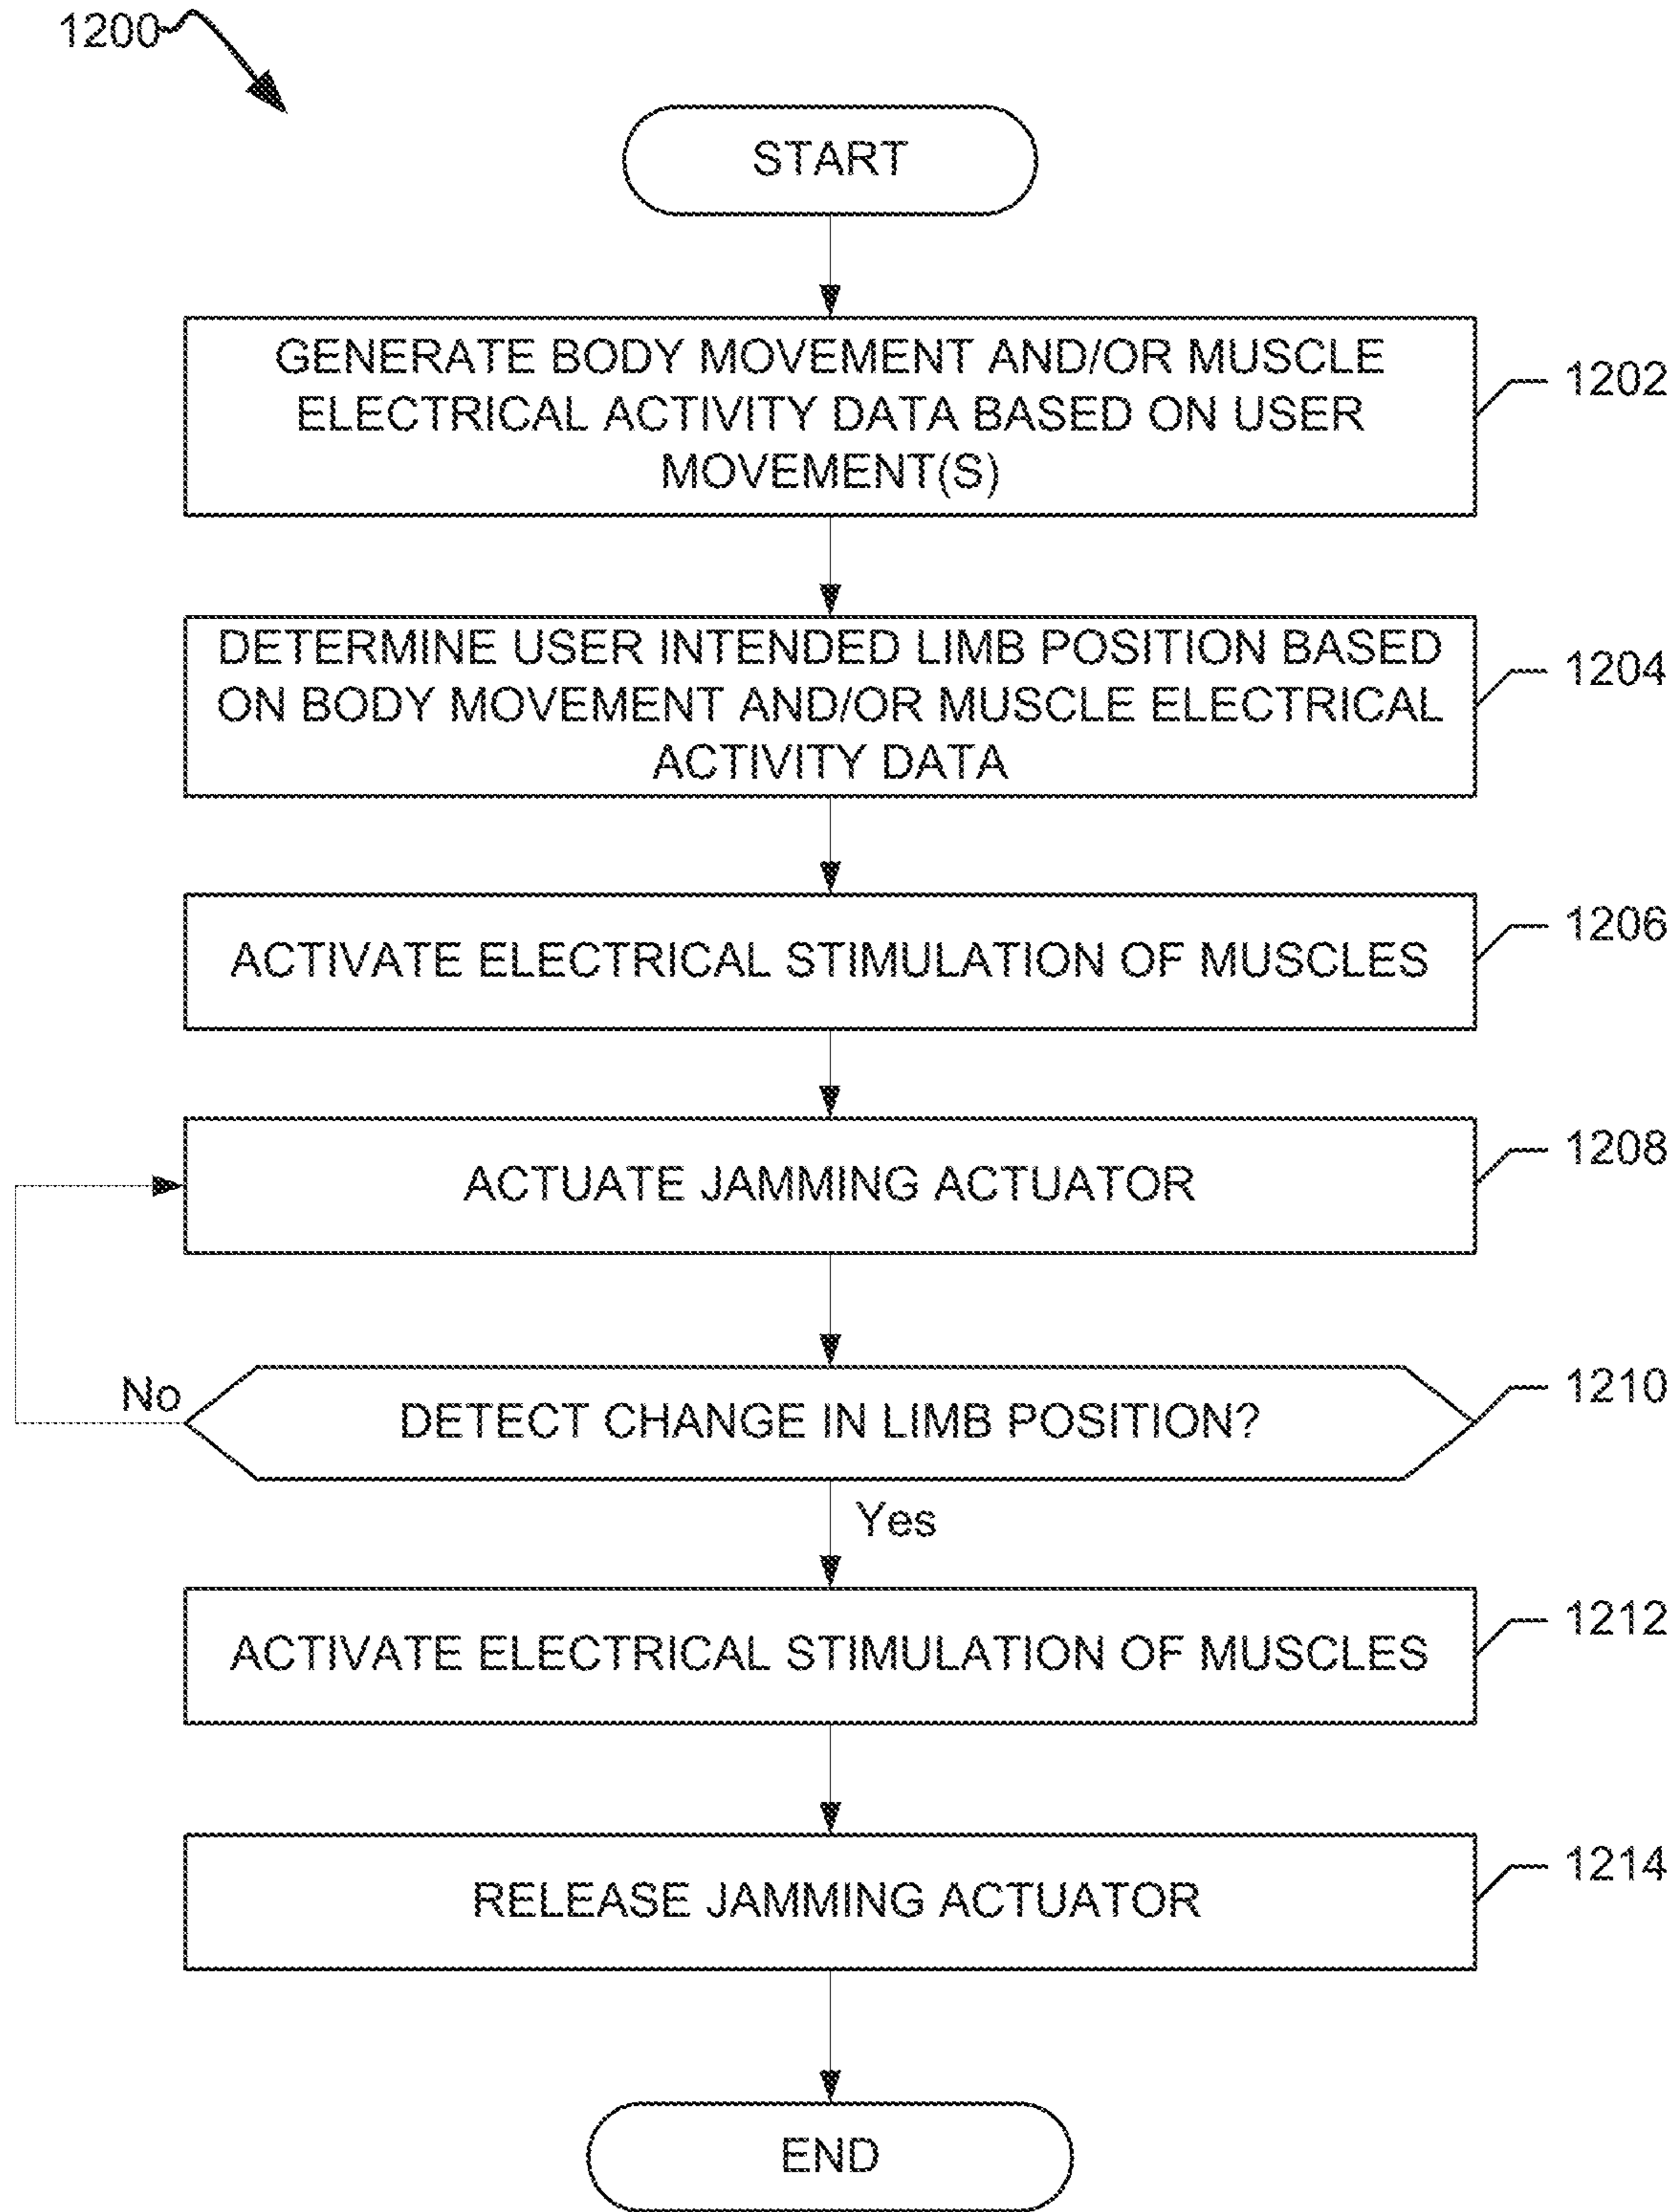 1200
START
GENERATE BODY MOVEMENT AND/OR MUSCLE
ELECTRICAL ACTIVITY DATA BASED ON USER
MOVEMENT(S)
1202
DETERMINE USER INTENDED LIMB POSITION BASED
ON BODY MOVEMENT AND/OR MUSCLE ELECTRICAL
ACTIVITY DATA
1204
ACTIVATE ELECTRICAL STIMULATION OF MUSCLES
1206
ACTUATE JAMMING ACTUATOR
1208
No
DETECT CHANGE IN LIMB POSITION?
1210
Yes
ACTIVATE ELECTRICAL STIMULATION OF MUSCLES
1212
RELEASE JAMMING ACTUATOR
1214
END